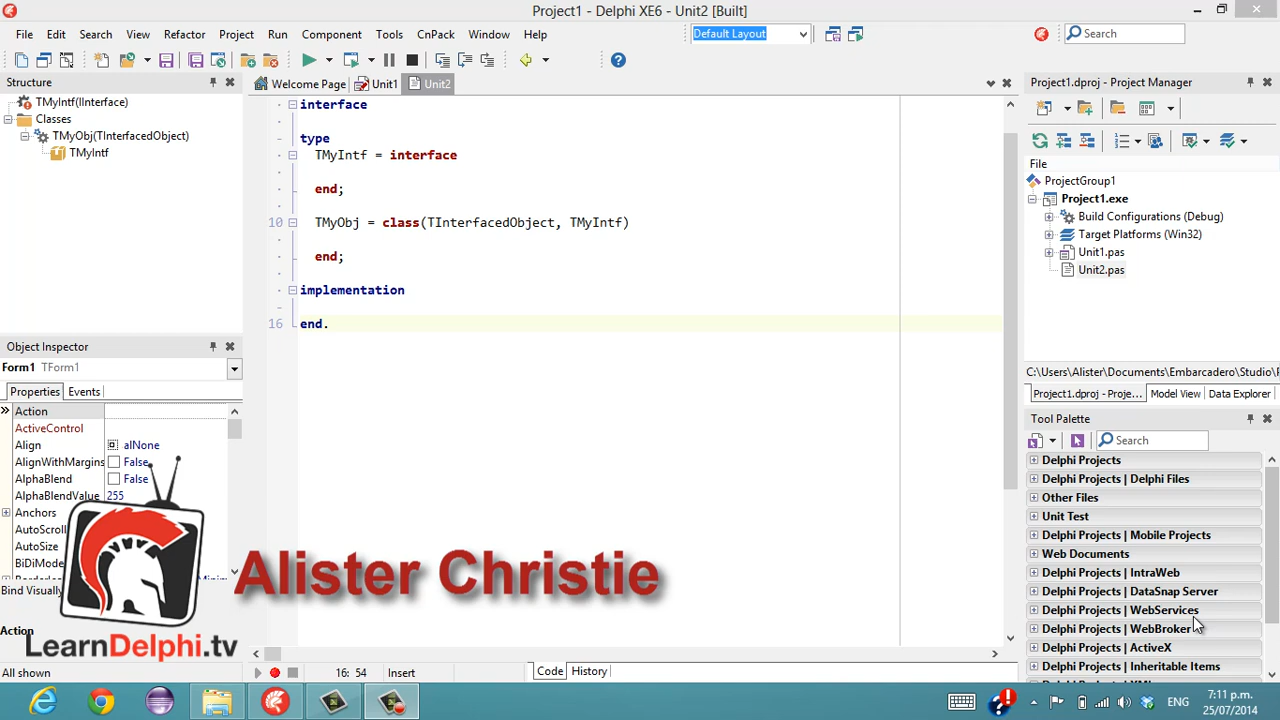 Project1 - Delphi XE6 - Unit2 [Built]
File Edit Search View Refactor Project Run Component Tools CnPack Window Help
Default Layout
Search
Structure
TMyIntf(IInterface)
Classes
TMyObj(TInterfacedObject)
TMyIntf
Welcome Page Unit1 Unit2
interface
type
TMyIntf = interface
end;
10 TMyObj = class(TInterfacedObject, TMyIntf)
end;
implementation
16 end.
Project1.dproj - Project Manager
File
ProjectGroup1
Project1.exe
Build Configurations (Debug)
Target Platforms (Win32)
Unit1.pas
Unit2.pas
C:\Users\Alister\Documents\Embarcadero\Studio\
Project1.dproj - Proje... Model View Data Explorer
Object Inspector
Form1 TForm1
Properties Events
Action
ActiveControl
Align alNone
AlignWithMargins False
AlphaBlend False
AlphaBlendValue 255
Anchors
AutoScroll
AutoSize
BiDiMode
Bind Visually
Action
All shown
Alister Christie
LearnDelphi.tv
16: 54 Insert
Code History
Tool Palette
Search
Delphi Projects
Delphi Projects | Delphi Files
Other Files
Unit Test
Delphi Projects | Mobile Projects
Web Documents
Delphi Projects | IntraWeb
Delphi Projects | DataSnap Server
Delphi Projects | WebServices
Delphi Projects | WebBroker
Delphi Projects | ActiveX
Delphi Projects | Inheritable Items
ENG
7:11 p.m.
25/07/2014